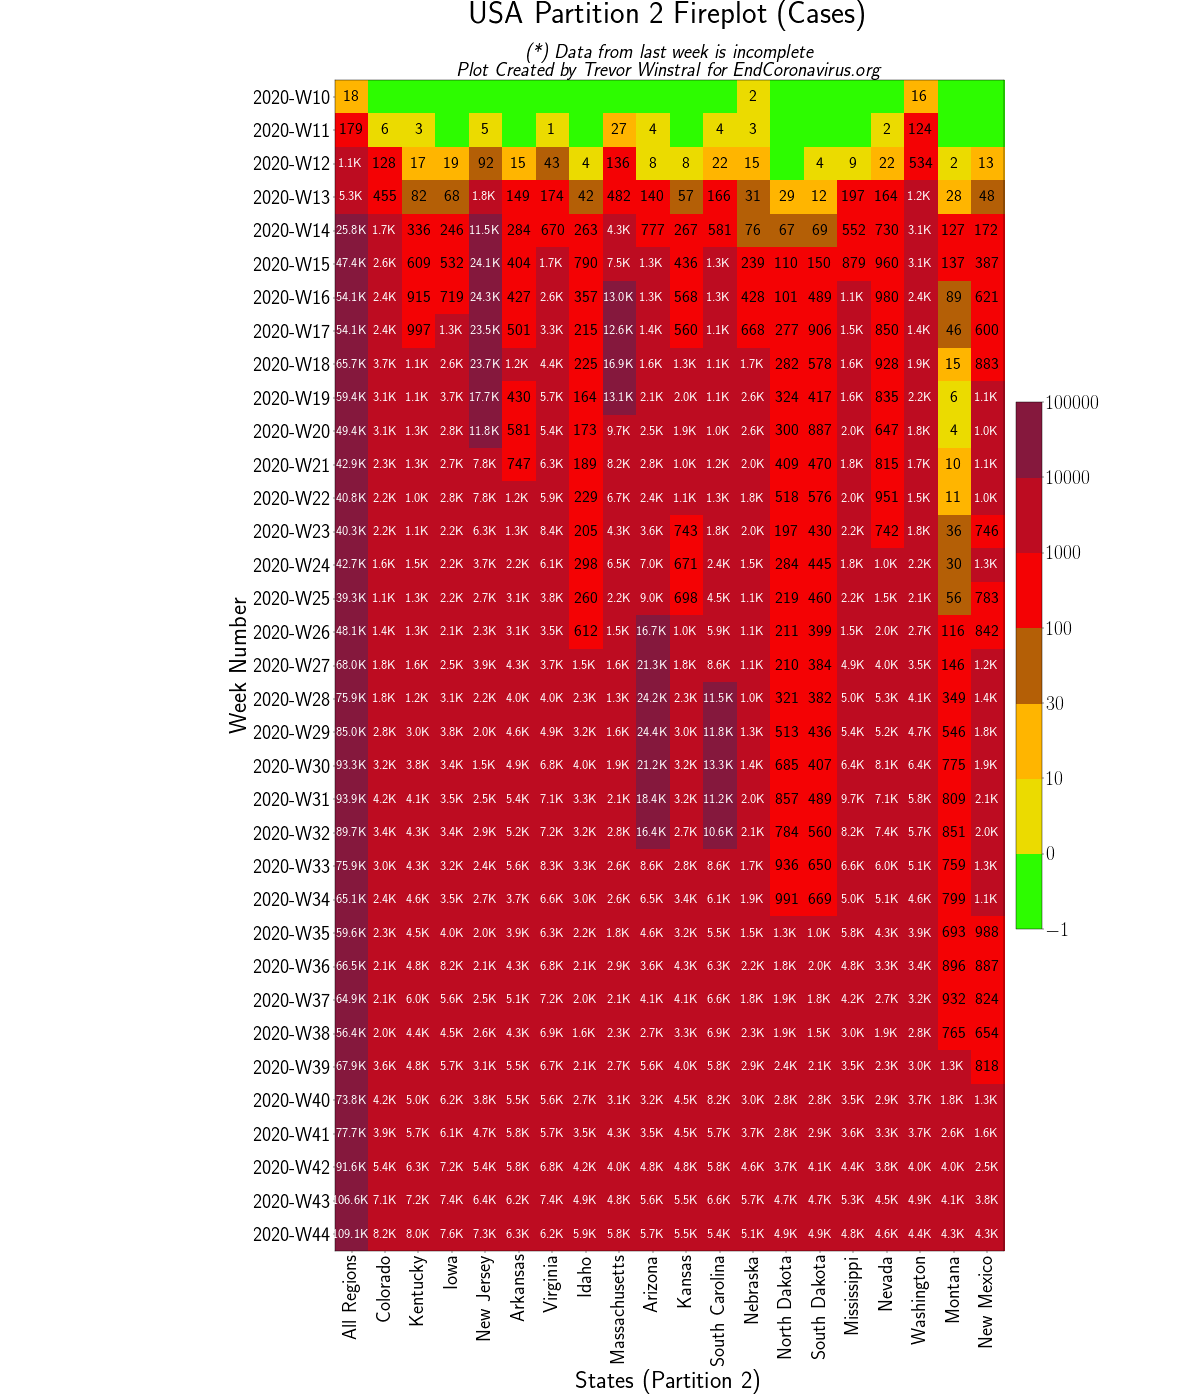 USA Partition 2 Fireplot (Cases)
(*) Data from last week is incomplete
Plot Created by Trevor Winstral for EndCoronavirus.org
2020-W10 18 2 16
2020-W11 179 6 3 5 1 27 4 4 3 2 124
2020-W12 1.1K 128 17 19 92 15 43 4 136 8 8 22 15 4 9 22 534 2 13
2020-W13 5.3K 455 82 68 1.8K 149 174 42 482 140 57 166 31 29 12 197 164 1.2K 28 48
2020-W14 25.8K 1.7K 336 246 11.5K 284 670 263 4.3K 777 267 581 76 67 69 552 730 3.1K 127 172
2020-W15 47.4K 2.6K 609 532 24.1K 404 1.7K 790 7.5K 1.3K 436 1.3K 239 110 150 879 960 3.1K 137 387
2020-W16 54.1K 2.4K 915 719 24.3K 427 2.6K 357 13.0K 1.3K 568 1.3K 428 101 489 1.1K 980 2.4K 89 621
2020-W17 54.1K 2.4K 997 1.3K 23.5K 501 3.3K 215 12.6K 1.4K 560 1.1K 668 277 906 1.5K 850 1.4K 46 600
2020-W18 65.7K 3.7K 1.1K 2.6K 23.7K 1.2K 4.4K 225 16.9K 1.6K 1.3K 1.1K 1.7K 282 578 1.6K 928 1.9K 15 883
2020-W19 59.4K 3.1K 1.1K 3.7K 17.7K 430 5.7K 164 13.1K 2.1K 2.0K 1.1K 2.6K 324 417 1.6K 835 2.2K 6 1.1K
2020-W20 49.4K 3.1K 1.3K 2.8K 11.8K 581 5.4K 173 9.7K 2.5K 1.9K 1.0K 2.6K 300 887 2.0K 647 1.8K 4 1.0K
2020-W21 42.9K 2.3K 1.3K 2.7K 7.8K 747 6.3K 189 8.2K 2.8K 1.0K 1.2K 2.0K 409 470 1.8K 815 1.7K 10 1.1K
2020-W22 40.8K 2.2K 1.0K 2.8K 7.8K 1.2K 5.9K 229 6.7K 2.4K 1.1K 1.3K 1.8K 518 576 2.0K 951 1.5K 11 1.0K
2020-W23 40.3K 2.2K 1.1K 2.2K 6.3K 1.3K 8.4K 205 4.3K 3.6K 743 1.8K 2.0K 197 430 2.2K 742 1.8K 36 746
2020-W24 42.7K 1.6K 1.5K 2.2K 3.7K 2.2K 6.1K 298 6.5K 7.0K 671 2.4K 1.5K 284 445 1.8K 1.0K 2.2K 30 1.3K
2020-W25 39.3K 1.1K 1.3K 2.2K 2.7K 3.1K 3.8K 260 2.2K 9.0K 698 4.5K 1.1K 219 460 2.2K 1.5K 2.1K 56 783
2020-W26 48.1K 1.4K 1.3K 2.1K 2.3K 3.1K 3.5K 612 1.5K 16.7K 1.0K 5.9K 1.1K 211 399 1.5K 2.0K 2.7K 116 842
2020-W27 68.0K 1.8K 1.6K 2.5K 3.9K 4.3K 3.7K 1.5K 1.6K 21.3K 1.8K 8.6K 1.1K 210 384 4.9K 4.0K 3.5K 146 1.2K
2020-W28 75.9K 1.8K 1.2K 3.1K 2.2K 4.0K 4.0K 2.3K 1.3K 24.2K 2.3K 11.5K 1.0K 321 382 5.0K 5.3K 4.1K 349 1.4K
2020-W29 85.0K 2.8K 3.0K 3.8K 2.0K 4.6K 4.9K 3.2K 1.6K 24.4K 3.0K 11.8K 1.3K 513 436 5.4K 5.2K 4.7K 546 1.8K
2020-W30 93.3K 3.2K 3.8K 3.4K 1.5K 4.9K 6.8K 4.0K 1.9K 21.2K 3.2K 13.3K 1.4K 685 407 6.4K 8.1K 6.4K 775 1.9K
2020-W31 93.9K 4.2K 4.1K 3.5K 2.5K 5.4K 7.1K 3.3K 2.1K 18.4K 3.2K 11.2K 2.0K 857 489 9.7K 7.1K 5.8K 809 2.1K
2020-W32 89.7K 3.4K 4.3K 3.4K 2.9K 5.2K 7.2K 3.2K 2.8K 16.4K 2.7K 10.6K 2.1K 784 560 8.2K 7.4K 5.7K 851 2.0K
2020-W33 75.9K 3.0K 4.3K 3.2K 2.4K 5.6K 8.3K 3.3K 2.6K 8.6K 2.8K 8.6K 1.7K 936 650 6.6K 6.0K 5.1K 759 1.3K
2020-W34 65.1K 2.4K 4.6K 3.5K 2.7K 3.7K 6.6K 3.0K 2.6K 6.5K 3.4K 6.1K 1.9K 991 669 5.0K 5.1K 4.6K 799 1.1K
2020-W35 59.6K 2.3K 4.5K 4.0K 2.0K 3.9K 6.3K 2.2K 1.8K 4.6K 3.2K 5.5K 1.5K 1.3K 1.0K 5.8K 4.3K 3.9K 693 988
2020-W36 66.5K 2.1K 4.8K 8.2K 2.1K 4.3K 6.8K 2.1K 2.9K 3.6K 4.3K 6.3K 2.2K 1.8K 2.0K 4.8K 3.3K 3.4K 896 887
2020-W37 64.9K 2.1K 6.0K 5.6K 2.5K 5.1K 7.2K 2.0K 2.1K 4.1K 4.1K 6.6K 1.8K 1.9K 1.8K 4.2K 2.7K 3.2K 932 824
2020-W38 56.4K 2.0K 4.4K 4.5K 2.6K 4.3K 6.9K 1.6K 2.3K 2.7K 3.3K 6.9K 2.3K 1.9K 1.5K 3.0K 1.9K 2.8K 765 654
2020-W39 67.9K 3.6K 4.8K 5.7K 3.1K 5.5K 6.7K 2.1K 2.7K 5.6K 4.0K 5.8K 2.9K 2.4K 2.1K 3.5K 2.3K 3.0K 1.3K 818
2020-W40 73.8K 4.2K 5.0K 6.2K 3.8K 5.5K 5.6K 2.7K 3.1K 3.2K 4.5K 8.2K 3.0K 2.8K 2.8K 3.5K 2.9K 3.7K 1.8K 1.3K
2020-W41 77.7K 3.9K 5.7K 6.1K 4.7K 5.8K 5.7K 3.5K 4.3K 3.5K 4.5K 5.7K 3.7K 2.8K 2.9K 3.6K 3.3K 3.7K 2.6K 1.6K
2020-W42 91.6K 5.4K 6.3K 7.2K 5.4K 5.8K 6.8K 4.2K 4.0K 4.8K 4.8K 5.8K 4.6K 3.7K 4.1K 4.4K 3.8K 4.0K 4.0K 2.5K
2020-W43 106.6K 7.1K 7.2K 7.4K 6.4K 6.2K 7.4K 4.9K 4.8K 5.6K 5.5K 6.6K 5.7K 4.7K 4.7K 5.3K 4.5K 4.9K 4.1K 3.8K
2020-W44 109.1K 8.2K 8.0K 7.6K 7.3K 6.3K 6.2K 5.9K 5.8K 5.7K 5.5K 5.4K 5.1K 4.9K 4.9K 4.8K 4.6K 4.4K 4.3K 4.3K
Week Number
All Regions
Colorado
Kentucky
Iowa
New Jersey
Arkansas
Virginia
Idaho
Massachusetts
Arizona
Kansas
South Carolina
Nebraska
North Dakota
South Dakota
Mississippi
Nevada
Washington
Montana
New Mexico
States (Partition 2)
100000
10000
1000
100
30
10
0
−1